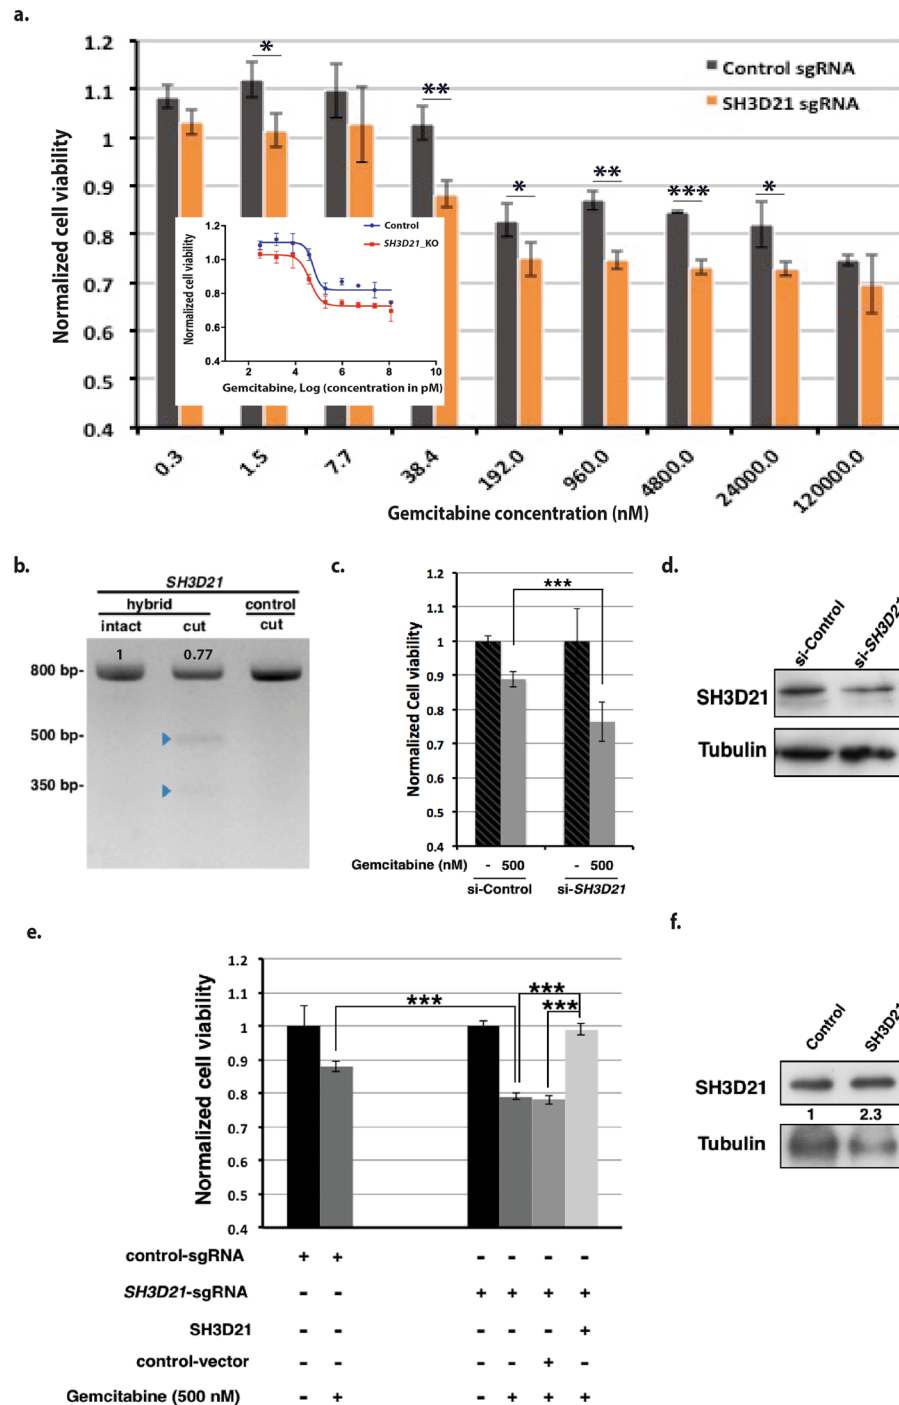 a.
1.2
1.1
1
0.9
0.8
0.7
0.6
0.5
0.4
Normalized cell viability
* ** * ** *** *
Control sgRNA
SH3D21 sgRNA
1.0
0.8
0.6
0.4
Normalized cell viability
Control
SH3D21_KO
2 4 6 8 10
Gemcitabine, Log (concentration in pM)
0.3 1.5 7.7 38.4 192.0 960.0 4800.0 24000.0 120000.0
Gemcitabine concentration (nM)
b.
SH3D21
hybrid control
intact cut cut
1 0.77
800 bp-
500 bp-
350 bp-
c.
1.2
1.1
1
0.9
0.8
0.7
0.6
0.5
0.4
Normalized Cell viability
***
Gemcitabine (nM) - 500 - 500
si-Control si-SH3D21
d.
si-Control si-SH3D21
SH3D21
Tubulin
e.
1.2
1.1
1
0.9
0.8
0.7
0.6
0.5
0.4
Normalized cell viability
*** *** ***
control-sgRNA + + - - - -
SH3D21-sgRNA - - + + + +
SH3D21 - - - - - +
control-vector - - - - + -
Gemcitabine (500 nM) - + - + + +
f.
Control SH3D21
SH3D21
1 2.3
Tubulin